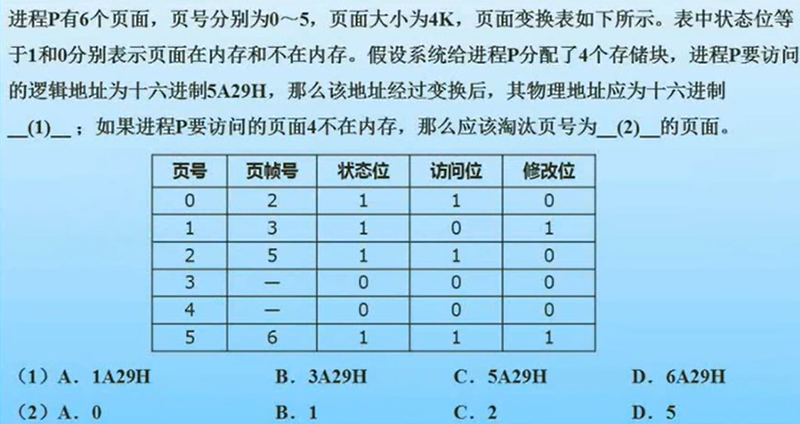 进程P有6个页面，页号分别为0～5，页面大小为4K，页面变换表如下所示。表中状态位等
于1和0分别表示页面在内存和不在内存。假设系统给进程P分配了4个存储块，进程P要访问
的逻辑地址为十六进制5A29H，那么该地址经过变换后，其物理地址应为十六进制
__(1)__；如果进程P要访问的页面4不在内存，那么应该淘汰页号为__(2)__的页面。
页号 页帧号 状态位 访问位 修改位
0 2 1 1 0
1 3 1 0 1
2 5 1 1 0
3 — 0 0 0
4 — 0 0 0
5 6 1 1 1
（1）A．1A29H B．3A29H C．5A29H D．6A29H
（2）A．0 B．1 C．2 D．5